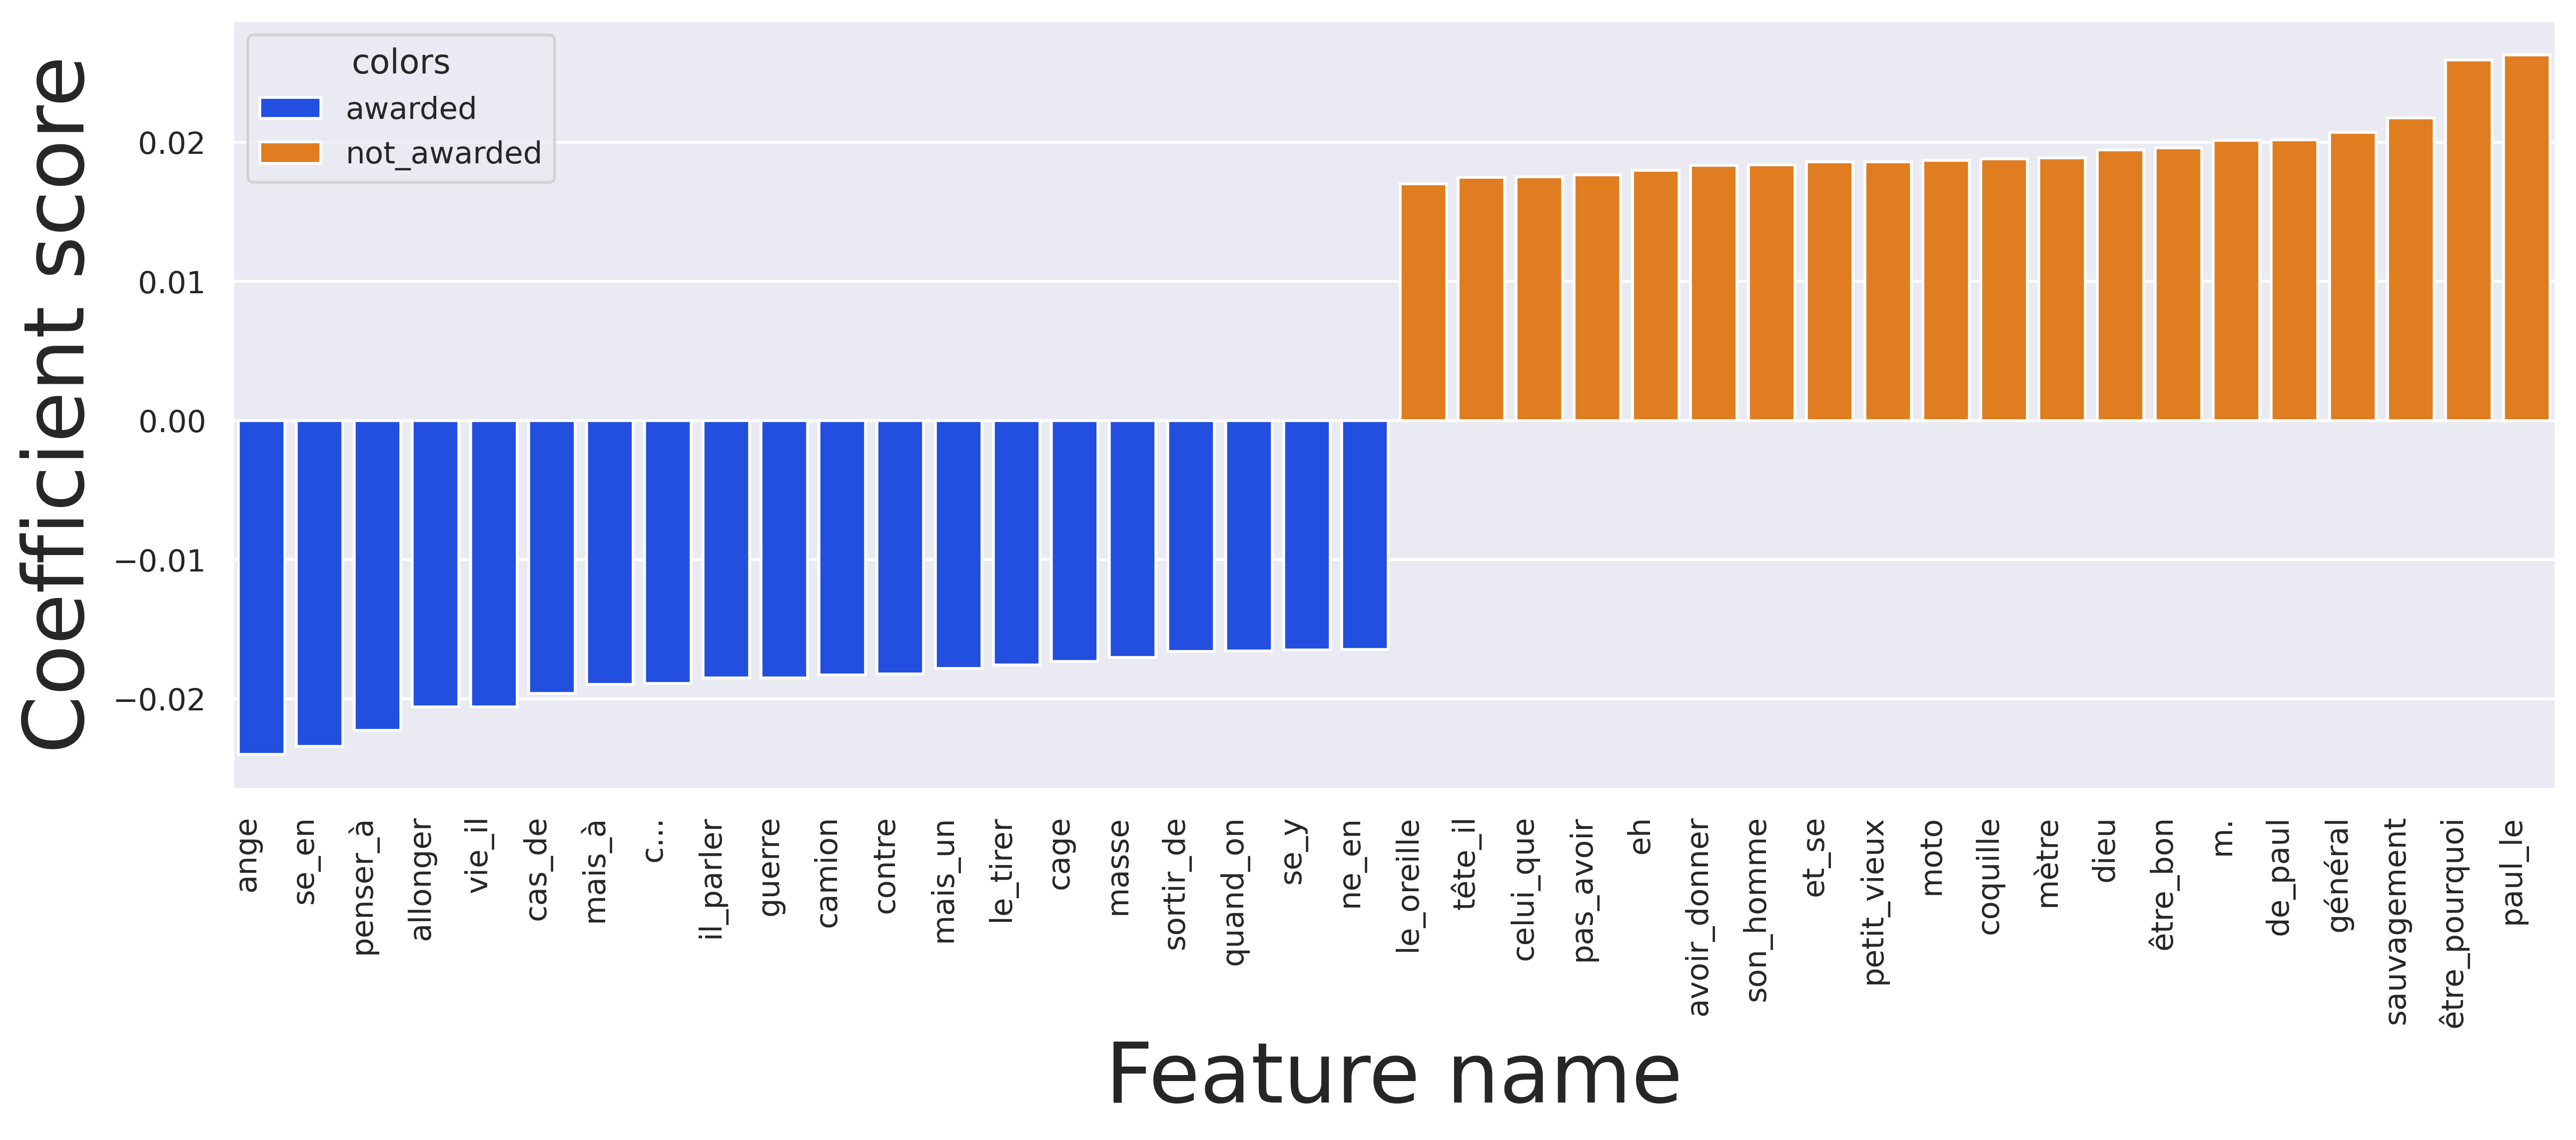 Coefficient score
colors
awarded
not_awarded
0.02
0.01
0.00
−0.01
−0.02
ange
se_en
penser_à
allonger
vie_il
cas_de
mais_à
c...
il_parler
guerre
camion
contre
mais_un
le_tirer
cage
masse
sortir_de
quand_on
se_y
ne_en
le_oreille
tête_il
celui_que
pas_avoir
eh
avoir_donner
son_homme
et_se
petit_vieux
moto
coquille
mètre
dieu
être_bon
m.
de_paul
général
sauvagement
être_pourquoi
paul_le
Feature name